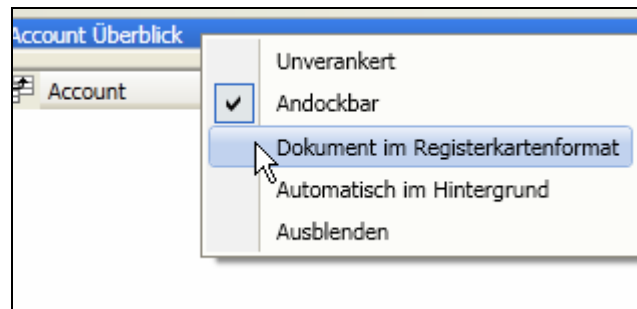 Account Überblick
Unverankert
Account
Andockbar
Dokument im Registerkartenformat
Automatisch im Hintergrund
Ausblenden